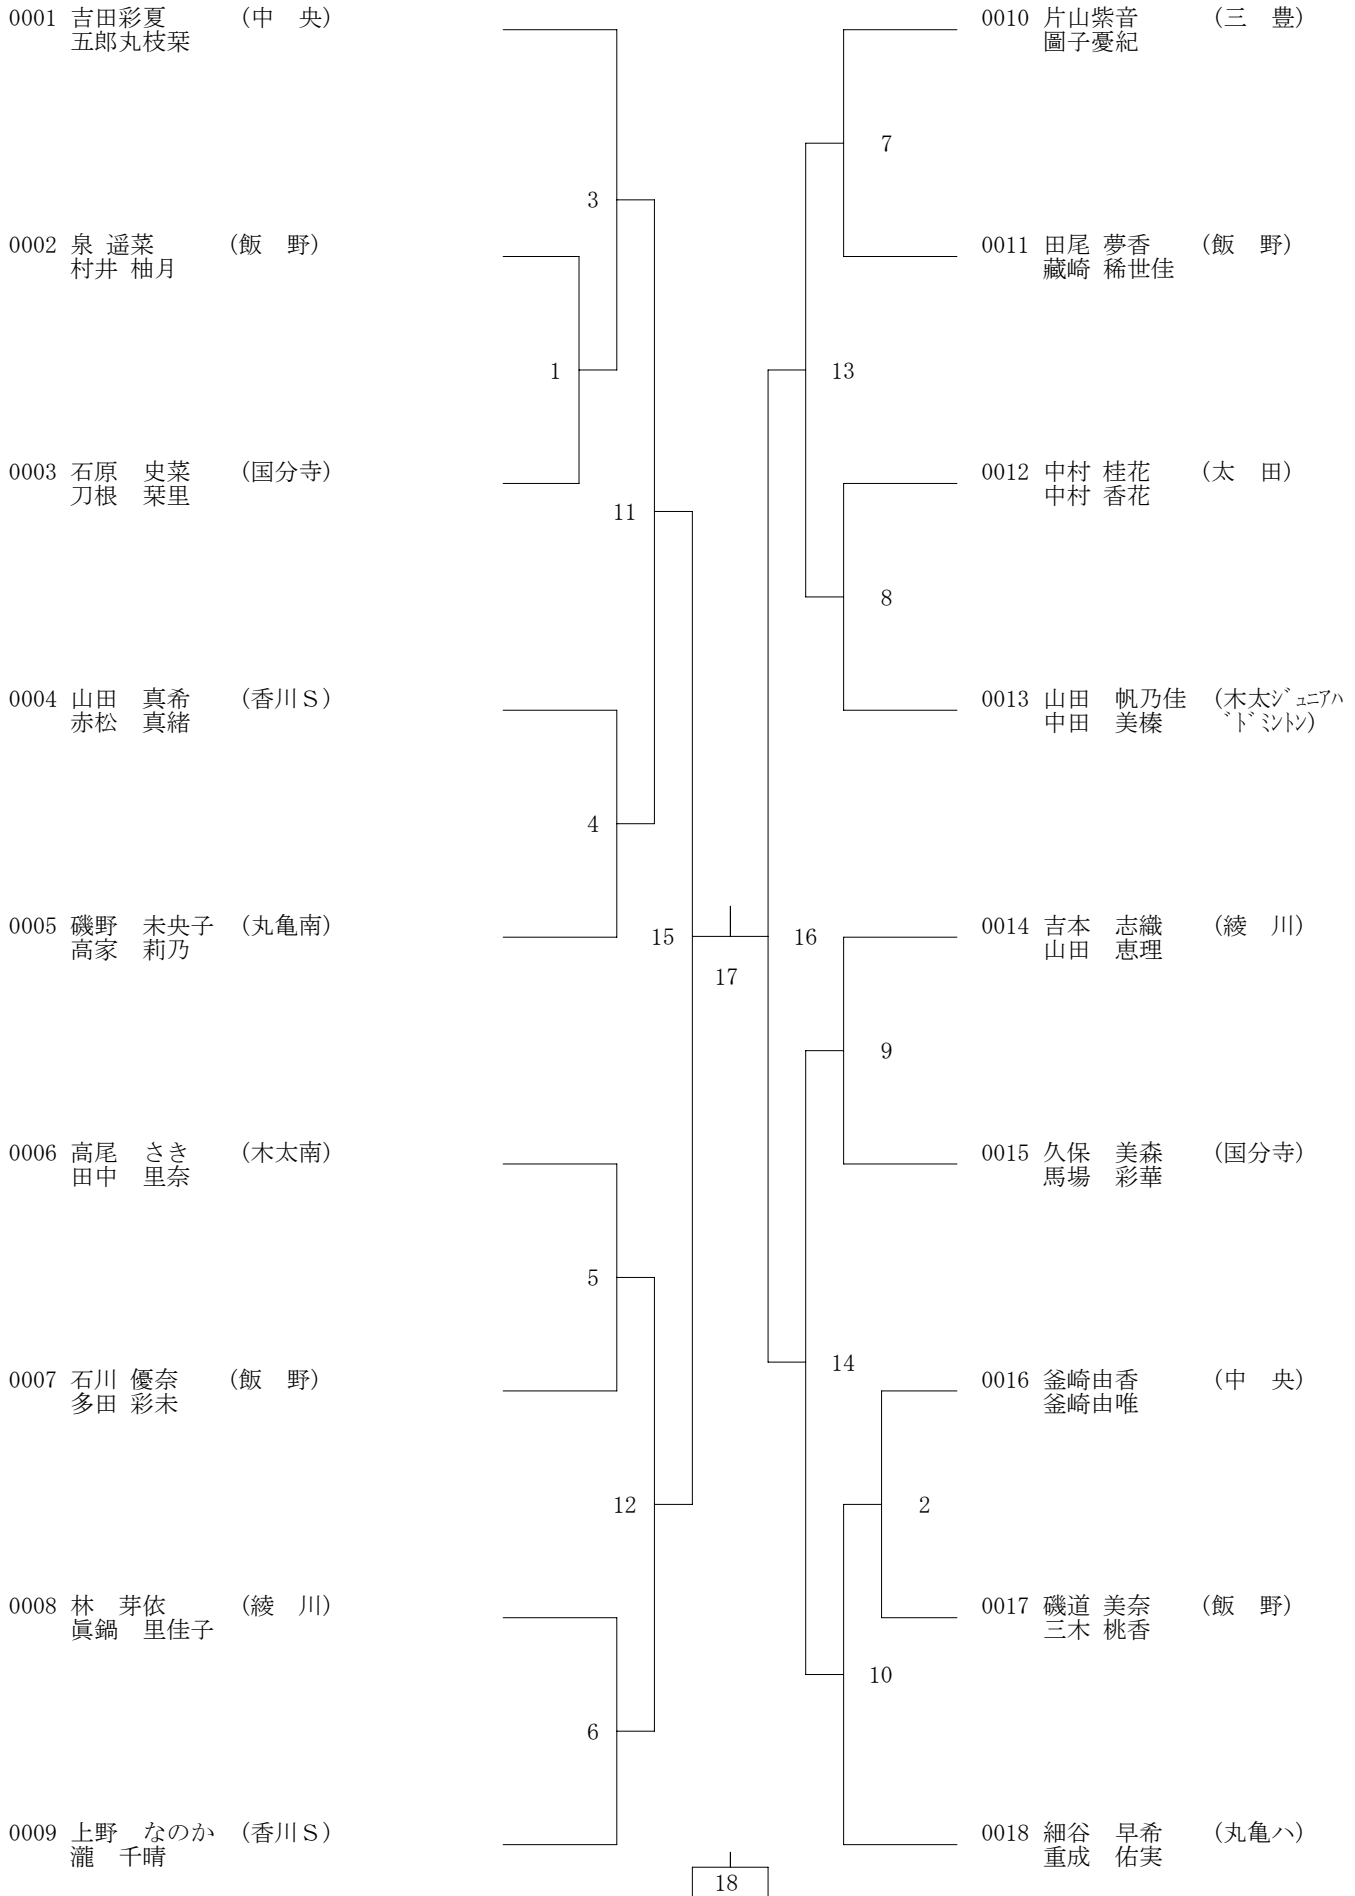 0001 吉田彩夏 （中　央）
五郎丸枝栞
3
0002 泉 遥菜 （飯　野）
村井 柚月
1
0003 石原　史菜 （国分寺）
刀根　栞里
11
0004 山田　真希 （香川Ｓ）
赤松　真緒
4
0005 磯野　未央子 （丸亀南）
高家　莉乃
15
17
0006 高尾　さき （木太南）
田中　里奈
5
0007 石川 優奈 （飯　野）
多田 彩未
12
0008 林　芽依 （綾　川）
眞鍋　里佳子
6
0009 上野　なのか （香川Ｓ）
瀧　千晴
18
0010 片山紫音 （三　豊）
圖子憂紀
7
0011 田尾 夢香 （飯　野）
藏崎 稀世佳
13
0012 中村 桂花 （太　田）
中村 香花
8
0013 山田　帆乃佳 （木太ｼﾞｭﾆｱﾊ
中田　美榛 ﾞﾄﾞﾐﾝﾄﾝ）
16
0014 吉本　志織 （綾　川）
山田　恵理
9
0015 久保　美森 （国分寺）
馬場　彩華
14
0016 釜崎由香 （中　央）
釜崎由唯
2
0017 磯道 美奈 （飯　野）
三木 桃香
10
0018 細谷　早希 （丸亀ハ）
重成　佑実